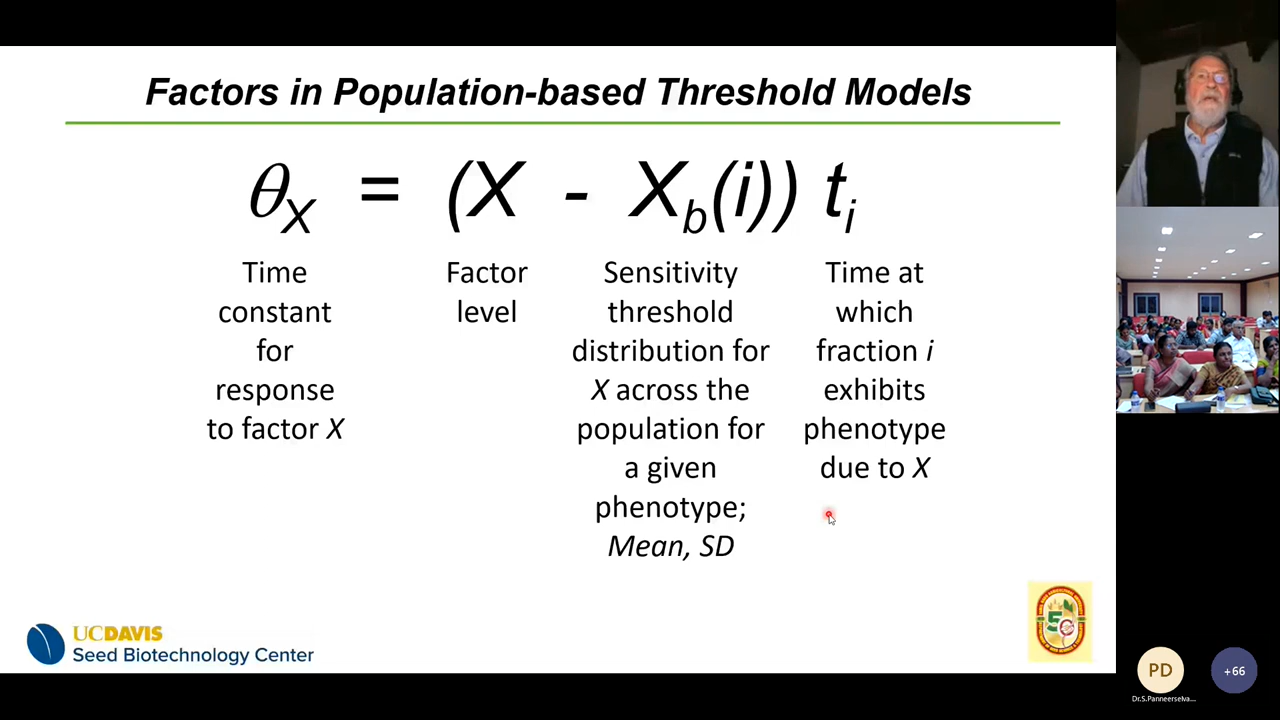 Factors in Population-based Threshold Models
θX = (X - Xb(i)) ti
Time
constant
for
response
to factor X
Factor
level
Sensitivity
threshold
distribution for
X across the
population for
a given
phenotype;
Mean, SD
Time at
which
fraction i
exhibits
phenotype
due to X
UCDAVIS
Seed Biotechnology Center
PD
Dr.S.Panneerselva...
+66